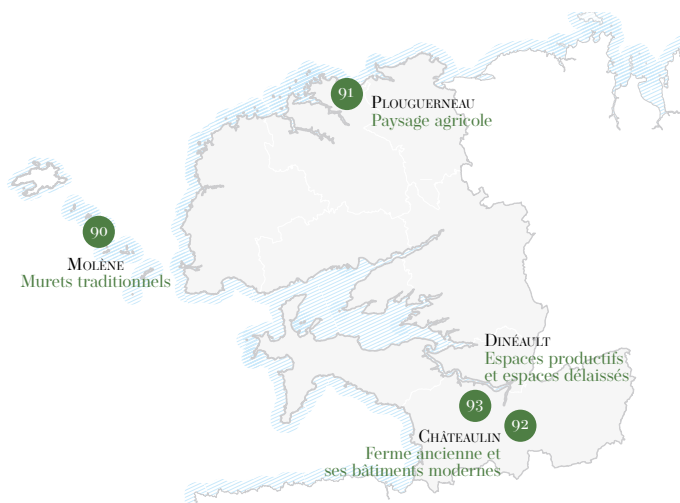 91
PLOUGUERNEAU
Paysage agricole
90
MOLÈNE
Murets traditionnels
DINÉAULT
Espaces productifs
et espaces délaissés
93
92
CHÂTEAULIN
Ferme ancienne et
ses bâtiments modernes